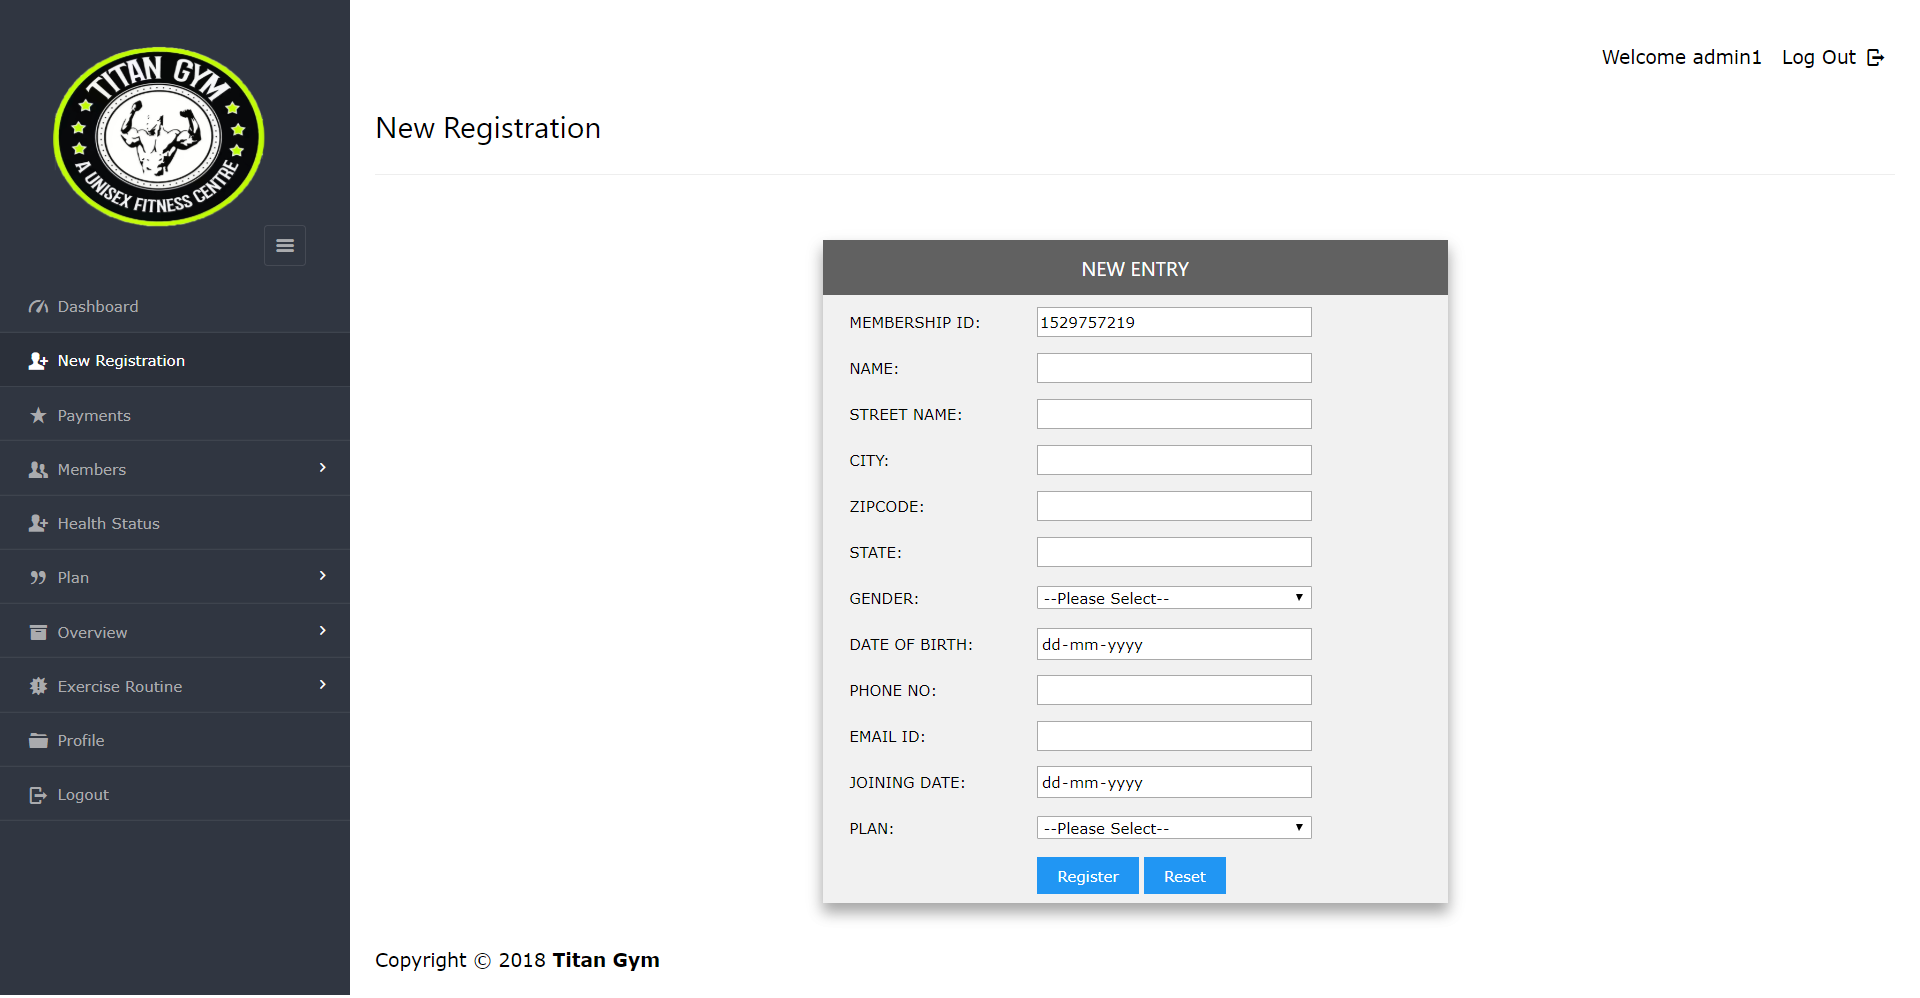 TITAN GYM
A UNISEX FITNESS CENTRE
Dashboard
New Registration
Payments
Members
Health Status
Plan
Overview
Exercise Routine
Profile
Logout
Welcome admin1 Log Out
New Registration
NEW ENTRY
MEMBERSHIP ID: 1529757219
NAME:
STREET NAME:
CITY:
ZIPCODE:
STATE:
GENDER: --Please Select--
DATE OF BIRTH: dd-mm-yyyy
PHONE NO:
EMAIL ID:
JOINING DATE: dd-mm-yyyy
PLAN: --Please Select--
Register Reset
Copyright © 2018 Titan Gym